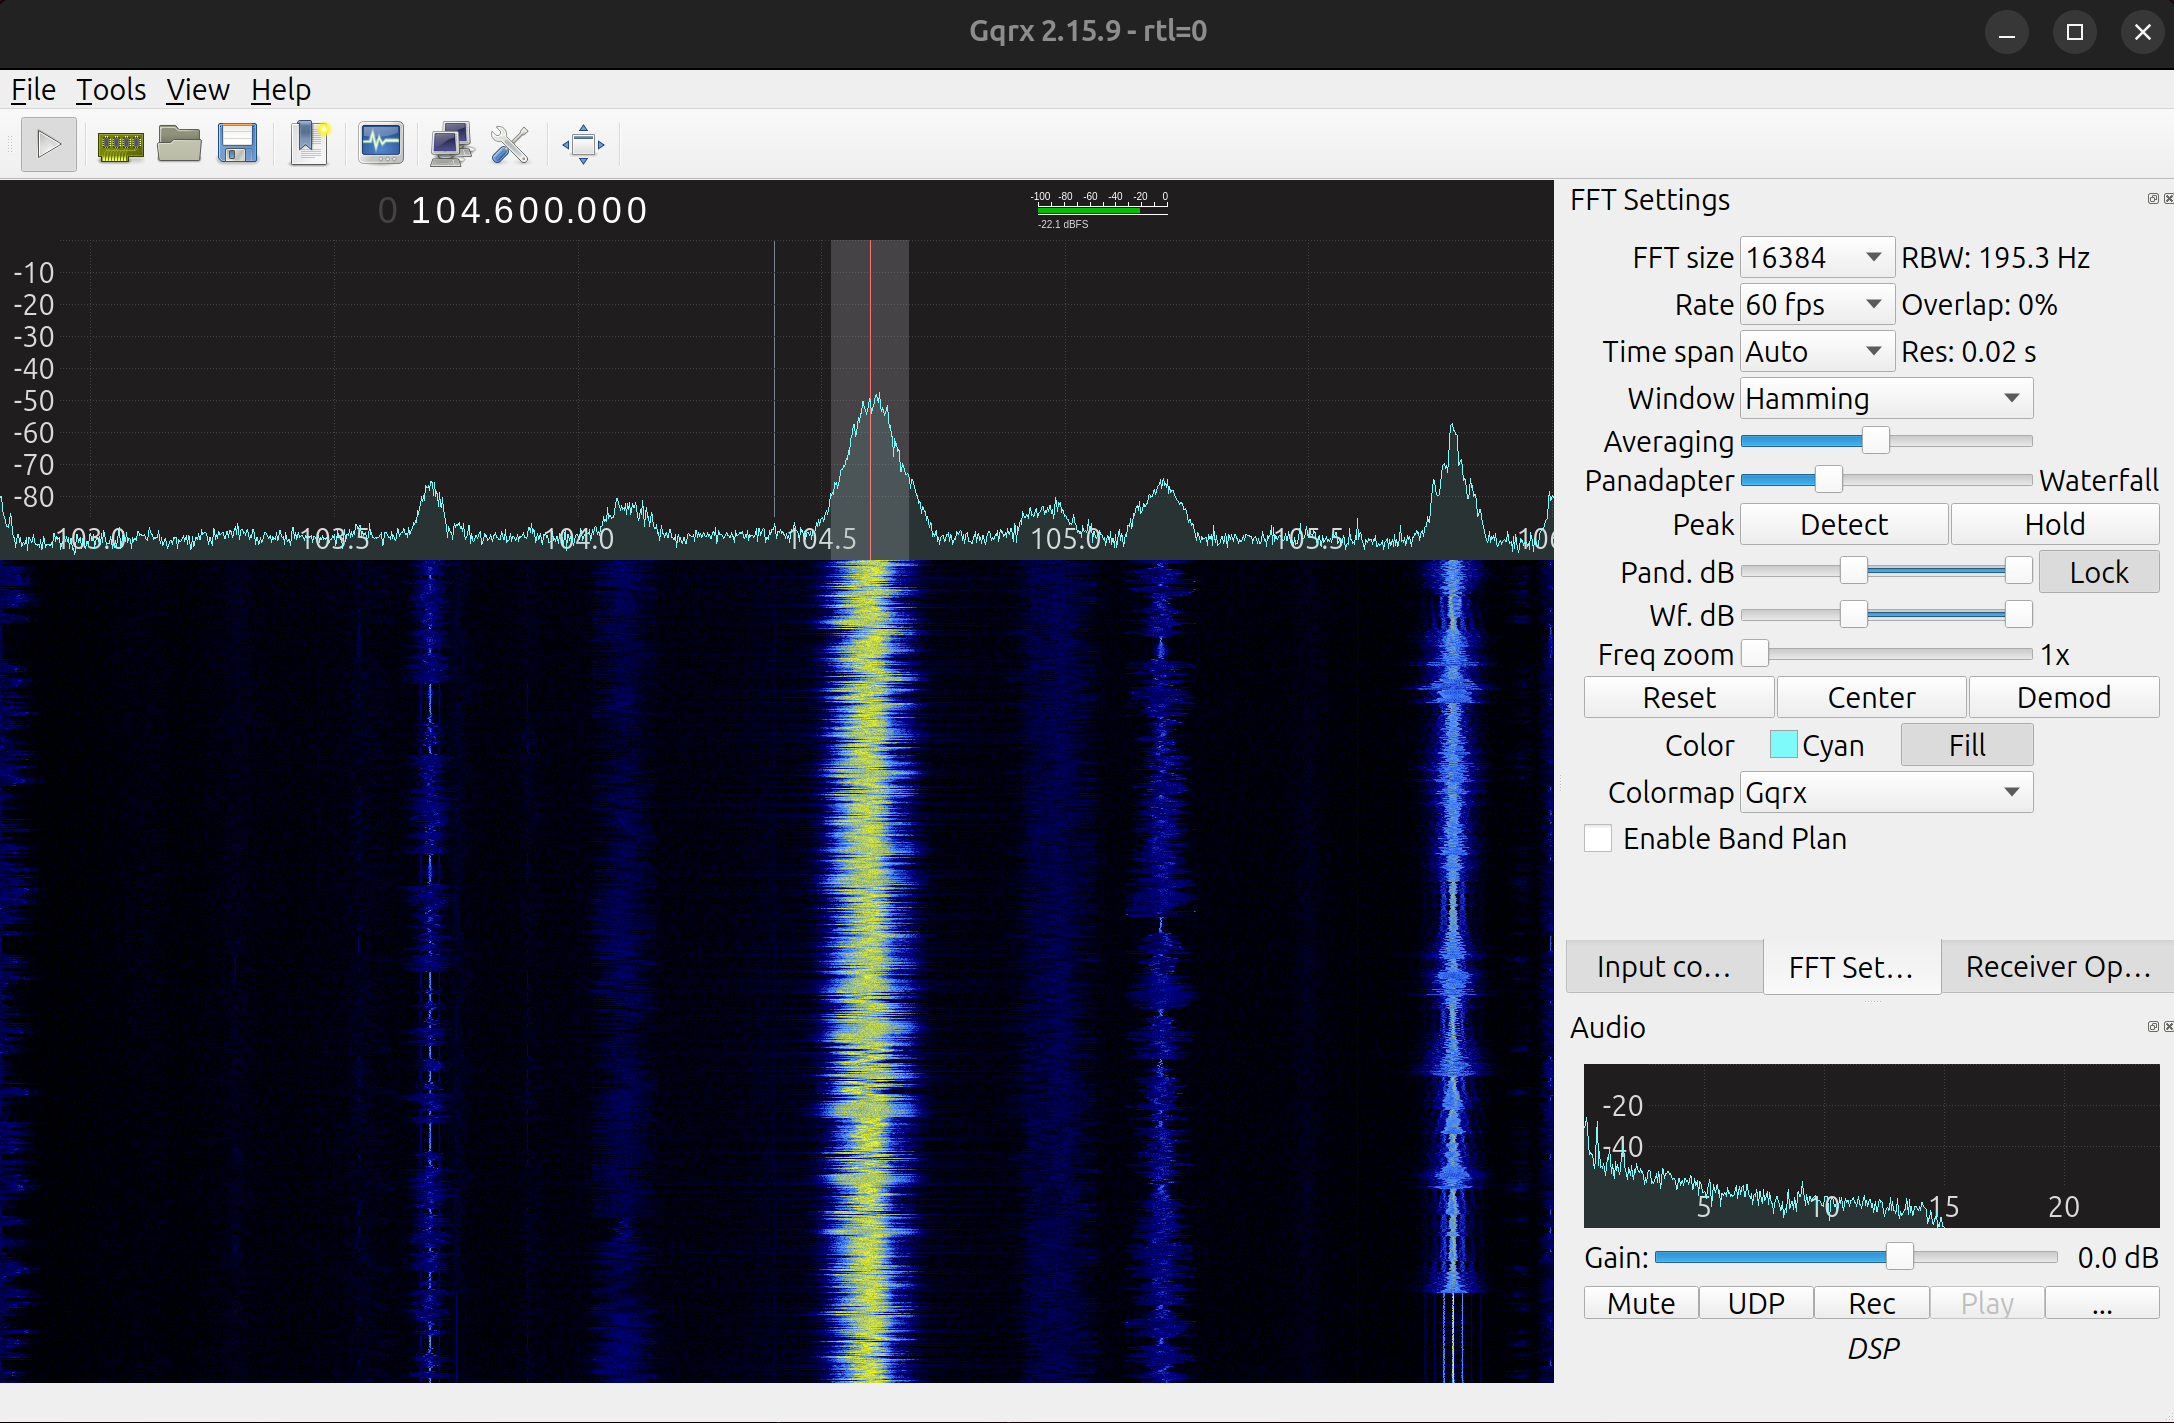 Gqrx 2.15.9 - rtl=0
File Tools View Help
0 104.600.000
-100 -80 -60 -40 -20 0
-22.1 dBFS
-10
-20
-30
-40
-50
-60
-70
-80
103.0 103.5 104.0 104.5 105.0 105.5 106
FFT Settings
FFT size 16384 RBW: 195.3 Hz
Rate 60 fps Overlap: 0%
Time span Auto Res: 0.02 s
Window Hamming
Averaging
Panadapter Waterfall
Peak Detect Hold
Pand. dB Lock
Wf. dB
Freq zoom 1x
Reset Center Demod
Color Cyan Fill
Colormap Gqrx
Enable Band Plan
Input co... FFT Set... Receiver Op...
Audio
-20
-40
5 10 15 20
Gain: 0.0 dB
Mute UDP Rec Play ...
DSP